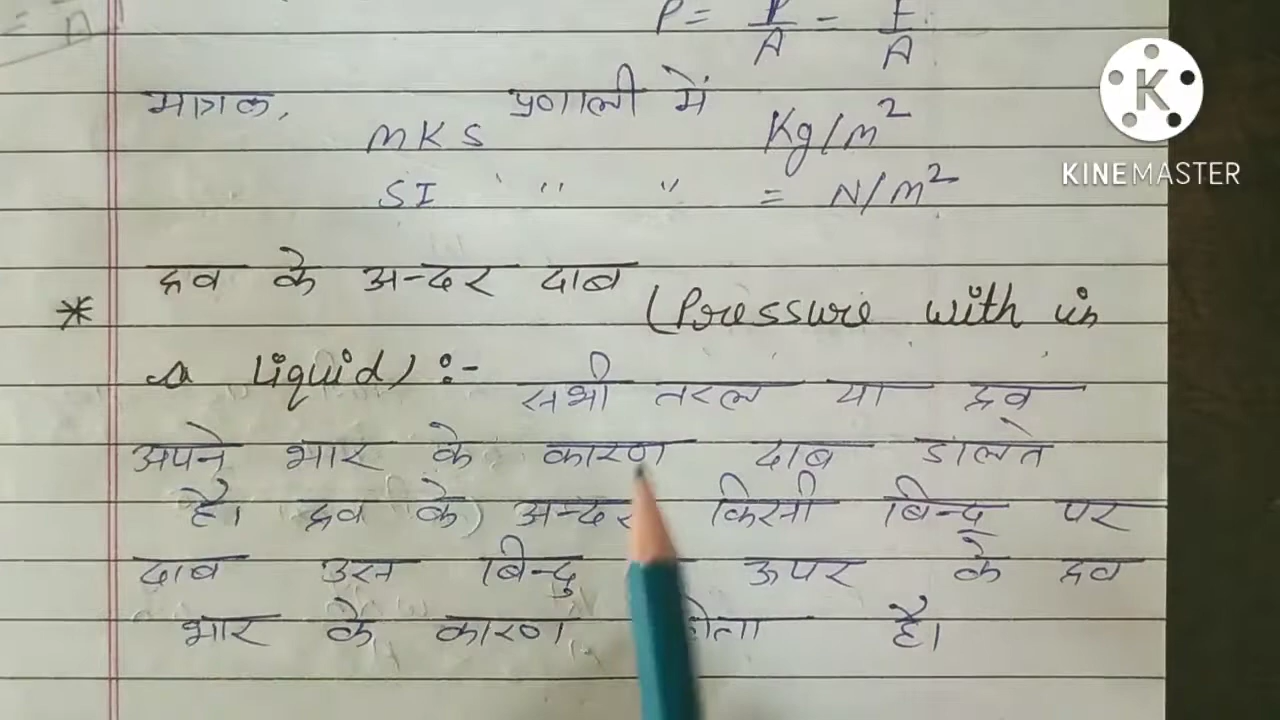 P = P/A = F/A
मात्रक, प्रणाली में
MKS Kg/m²
SI " " = N/m²
द्रव के अन्दर दाब
* (Pressure with in
a Liquid) :-
सभी तरल या द्रव
अपने भार के कारण दाब डालते
है। द्रव के अन्दर किसी बिन्दु पर
दाब उस बिन्दु ऊपर के द्रव
भार के कारण होता है।
K
KINEMASTER